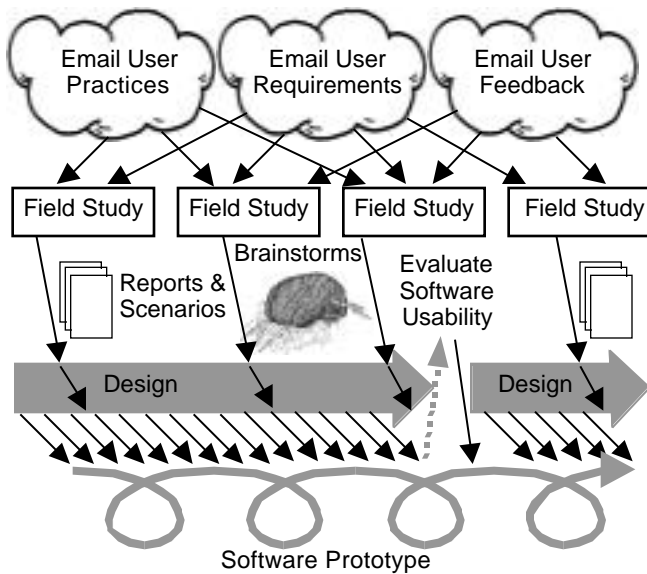 Email User
Practices
Email User
Requirements
Email User
Feedback
Field Study
Field Study
Field Study
Field Study
Reports &
Scenarios
Brainstorms
Evaluate
Software
Usability
Design
Design
Software Prototype